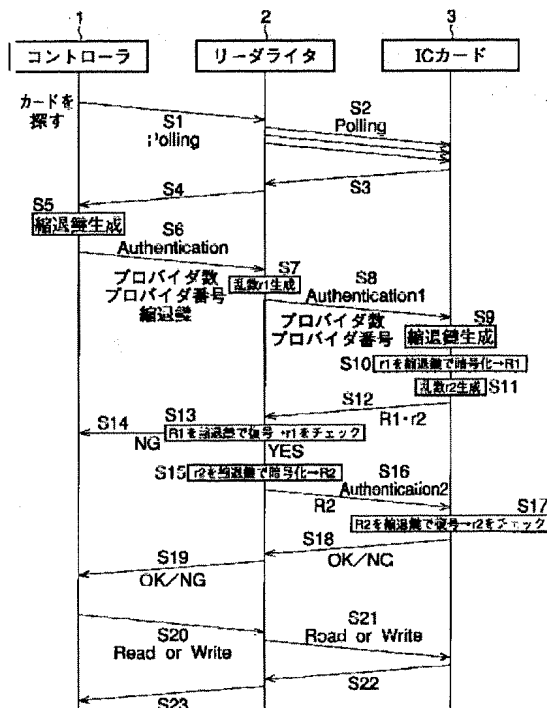 1
2
3
コントローラ
リーダライタ
ICカード
カードを
探す
S1
Polling
S2
Polling
S3
S4
S5
縮退鍵生成
S6
Authentication
プロバイダ数
プロバイダ番号
縮退鍵
S7
乱数r1生成
S8
Authentication1
プロバイダ数
プロバイダ番号
S9
縮退鍵生成
S10
r1を縮退鍵で暗号化→R1
乱数r2生成
S11
S12
R1・r2
S13
R1を縮退鍵で復号→r1をチェック
S14
NG
YES
S15
r2を縮退鍵で暗号化→R2
S16
Authentication2
R2
S17
R2を縮退鍵で復号→r2をチェック
S18
OK/NG
S19
OK/NG
S20
Read or Write
S21
Road or Write
S22
S23